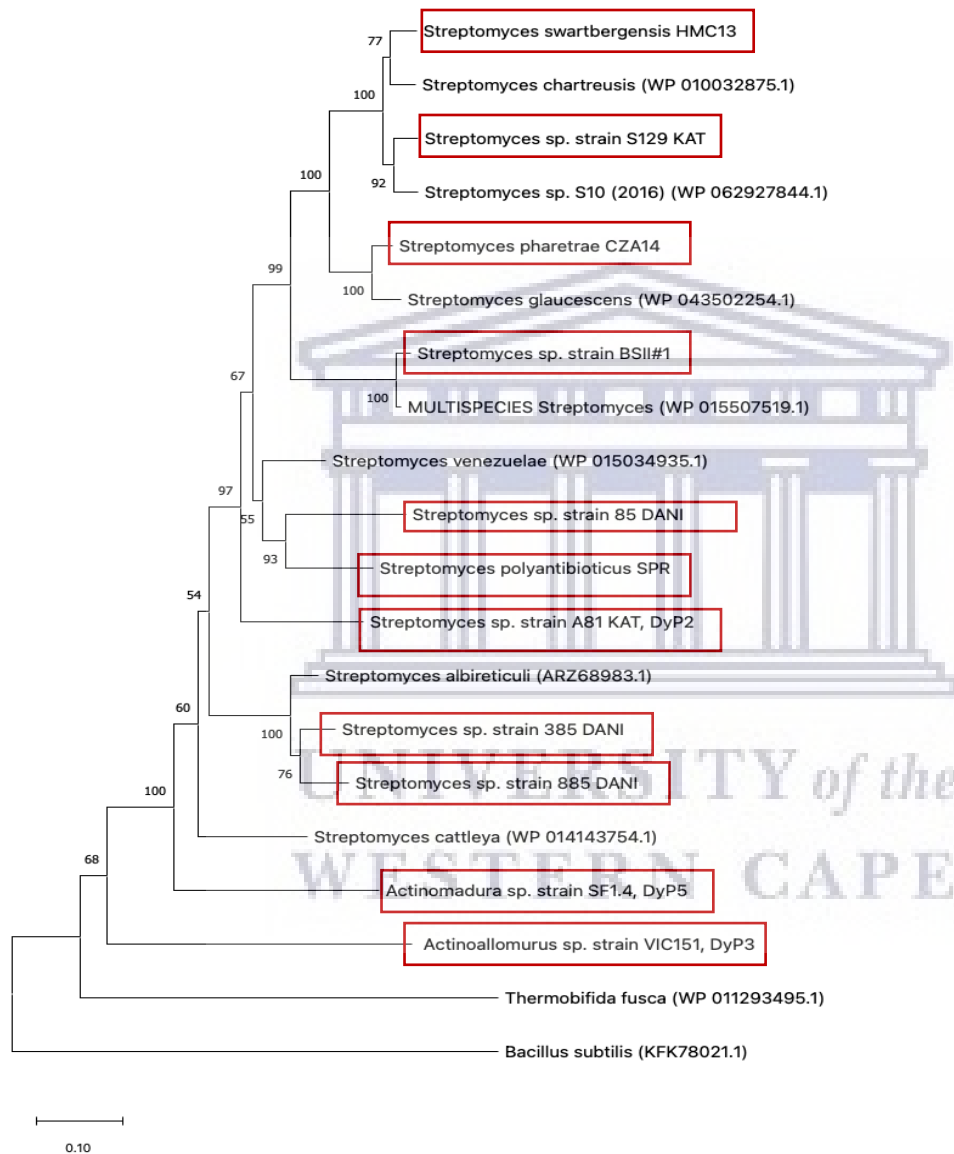 77
Streptomyces swartbergensis HMC13
Streptomyces chartreusis (WP 010032875.1)
100
Streptomyces sp. strain S129 KAT
92
Streptomyces sp. S10 (2016) (WP 062927844.1)
100
Streptomyces pharetrae CZA14
99
100
Streptomyces glaucescens (WP 043502254.1)
Streptomyces sp. strain BSII#1
67
100
MULTISPECIES Streptomyces (WP 015507519.1)
Streptomyces venezuelae (WP 015034935.1)
97
55
Streptomyces sp. strain 85 DANI
93
Streptomyces polyantibioticus SPR
54
Streptomyces sp. strain A81 KAT, DyP2
Streptomyces albireticuli (ARZ68983.1)
60
100
Streptomyces sp. strain 385 DANI
76
Streptomyces sp. strain 885 DANI
100
Streptomyces cattleya (WP 014143754.1)
68
Actinomadura sp. strain SF1.4, DyP5
Actinoallomurus sp. strain VIC151, DyP3
Thermobifida fusca (WP 011293495.1)
Bacillus subtilis (KFK78021.1)
0.10
UNIVERSITY of the
WESTERN CAPE